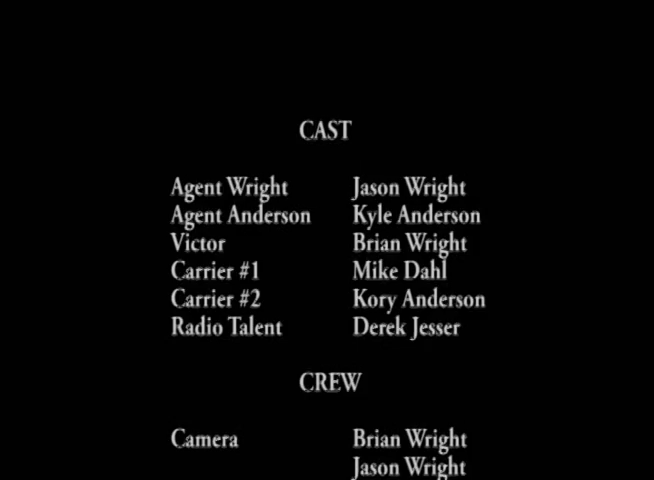 CAST
Agent Wright Jason Wright
Agent Anderson Kyle Anderson
Victor Brian Wright
Carrier #1 Mike Dahl
Carrier #2 Kory Anderson
Radio Talent Derek Jesser
CREW
Camera Brian Wright
Jason Wright